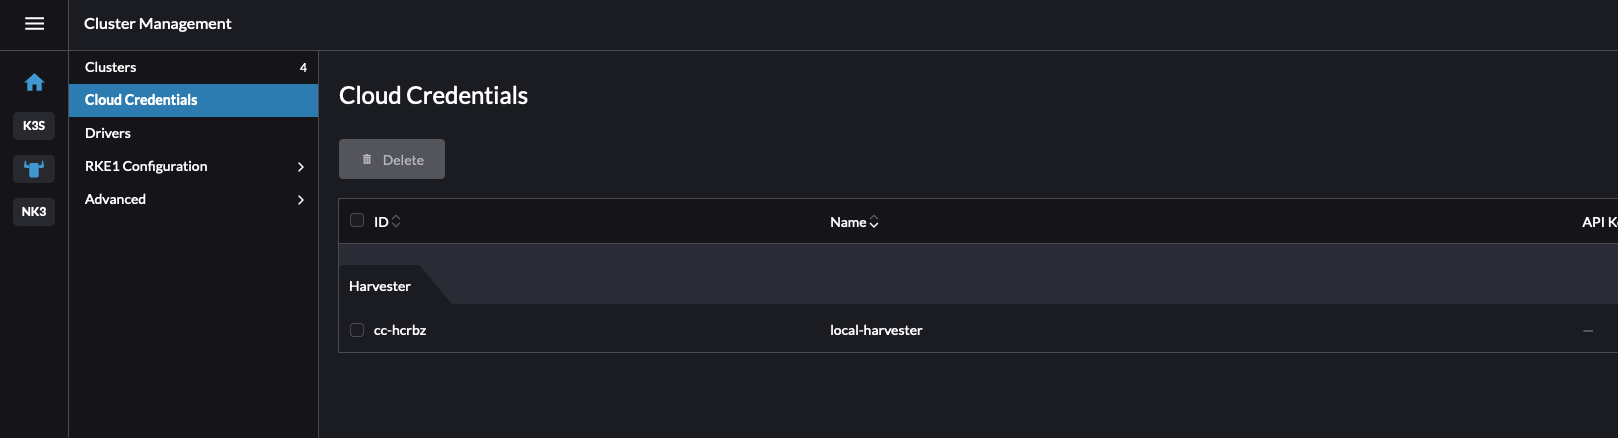 Cluster Management
Clusters 4
Cloud Credentials
Drivers
RKE1 Configuration
Advanced
K3S
NK3
Cloud Credentials
Delete
ID Name API
Harvester
cc-hcrbz local-harvester —